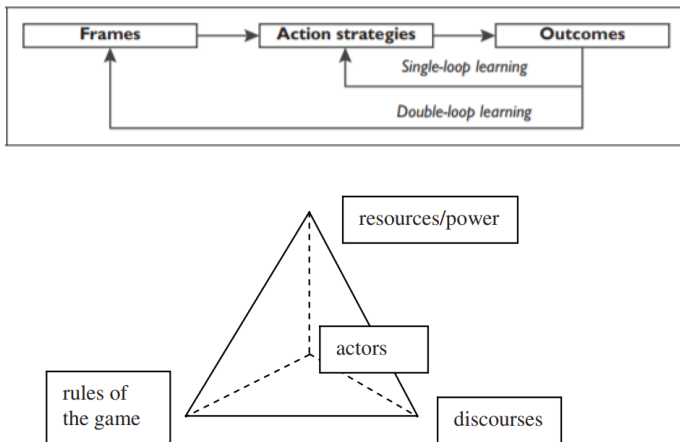 Frames
Action strategies
Outcomes
Single-loop learning
Double-loop learning
resources/power
actors
rules of
the game
discourses